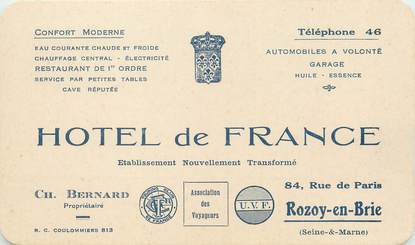 Confort Moderne
EAU COURANTE CHAUDE ET FROIDE
CHAUFFAGE CENTRAL - ÉLECTRICITÉ
RESTAURANT DE 1er ORDRE
SERVICE PAR PETITES TABLES
CAVE RÉPUTÉE
Téléphone 46
AUTOMOBILES A VOLONTÉ
GARAGE
HUILE - ESSENCE
HOTEL de FRANCE
Etablissement Nouvellement Transformé
Ch. BERNARD
Propriétaire
R. C. COULOMMIERS 813
Association
des
Voyageurs
U.V.F.
84, Rue de Paris
Rozoy-en-Brie
(Seine-&-Marne)